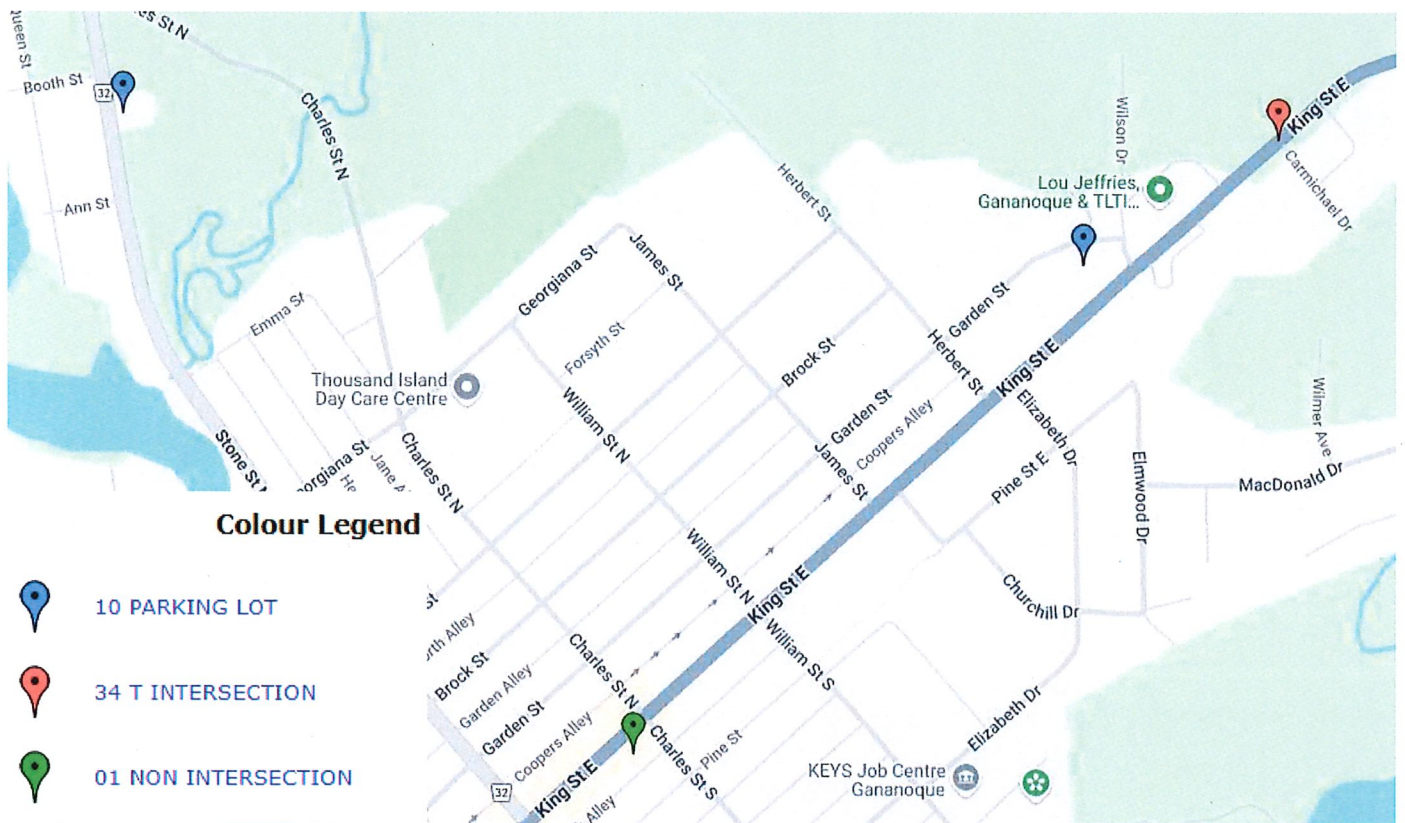 Queen St
es St N
Booth St
32
Charles St N
Ann St
Wilson Dr
King St E
Carmichael Dr
Herbert St
Lou Jeffries,
Gananoque & TLTI...
Georgiana St
James St
Emma St
Forsyth St
Garden St
Thousand Island
Day Care Centre
Brock St
Herbert St
King St E
William St N
Garden St
Coopers Alley
Elizabeth Dr
Wilmer Ave
Stone St
Charles St N
orgiana St
Jane A
He
James St
Pine St E
Elmwood Dr
MacDonald Dr
Colour Legend
10 PARKING LOT
34 T INTERSECTION
01 NON INTERSECTION
William St N
King St E
Churchill Dr
St
orth Alley
Brock St
Garden Alley
Garden St
Coopers Alley
Charles St N
William St S
Elizabeth Dr
Charles St S
Pine St
KEYS Job Centre
Gananoque
32
King St E
Alley